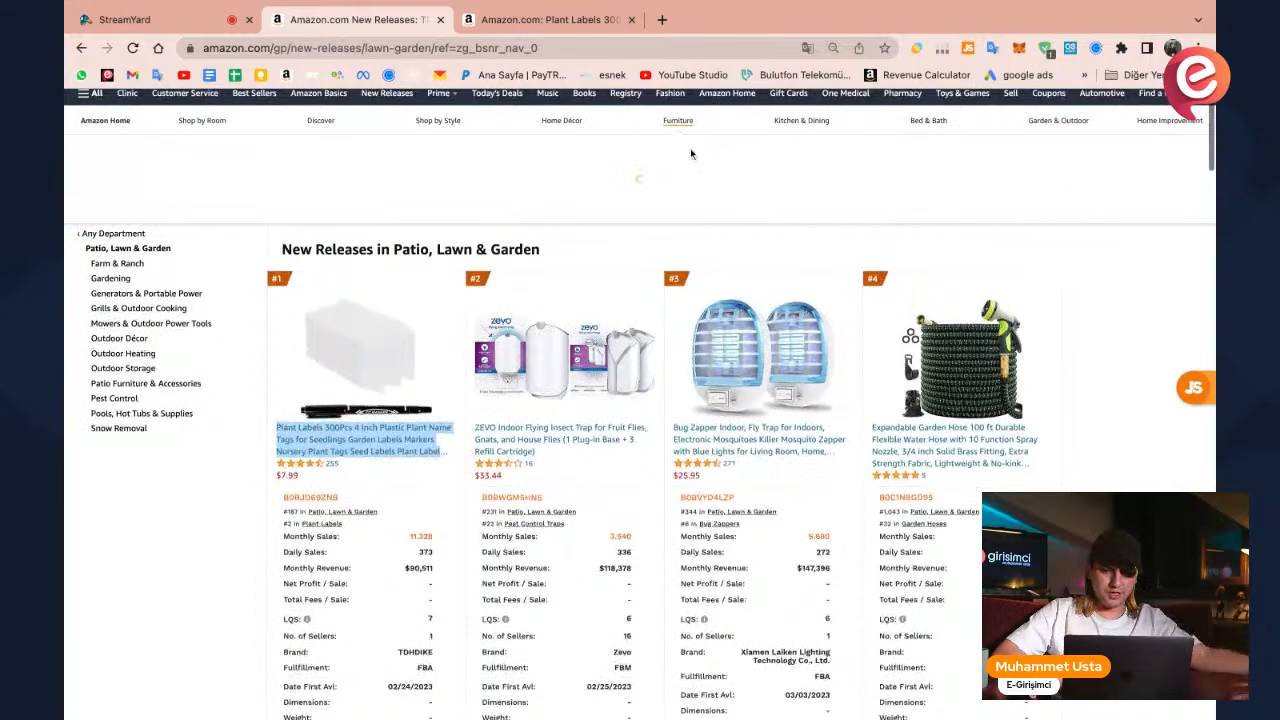 StreamYard
Amazon.com New Releases: T
Amazon.com: Plant Labels 300
amazon.com/gp/new-releases/lawn-garden/ref=zg_bsnr_nav_0
Ana Sayfa | PayTR...
esnek
YouTube Studio
Bulutfon Telekomü...
Revenue Calculator
google ads
»
Diğer Yer
All
Clinic
Customer Service
Best Sellers
Amazon Basics
New Releases
Prime
Today's Deals
Music
Books
Registry
Fashion
Amazon Home
Gift Cards
One Medical
Pharmacy
Toys & Games
Sell
Coupons
Automotive
Find a
Amazon Home
Shop by Room
Discover
Shop by Style
Home Décor
Furniture
Kitchen & Dining
Bed & Bath
Garden & Outdoor
Home Improvement
‹ Any Department
Patio, Lawn & Garden
Farm & Ranch
Gardening
Generators & Portable Power
Grills & Outdoor Cooking
Mowers & Outdoor Power Tools
Outdoor Décor
Outdoor Heating
Outdoor Storage
Patio Furniture & Accessories
Pest Control
Pools, Hot Tubs & Supplies
Snow Removal
New Releases in Patio, Lawn & Garden
#1
Plant Labels 300Pcs 4 Inch Plastic Plant Name
Tags for Seedlings Garden Labels Markers
Nursery Plant Tags Seed Labels Plant Label...
255
$7.99
B0BJD69ZNB
#187 in Patio, Lawn & Garden
#2 in Plant Labels
Monthly Sales: 11.328
Daily Sales: 373
Monthly Revenue: $90,511
Net Profit / Sale: -
Total Fees / Sale: -
LQS: 7
No. of Sellers: 1
Brand: TDHDIKE
Fullfillment: FBA
Date First Avl: 02/24/2023
Dimensions: -
Weight:
#2
zevo
zevo
ZEVO Indoor Flying Insect Trap for Fruit Flies,
Gnats, and House Flies (1 Plug-in Base + 3
Refill Cartridge)
16
$33.44
#231 in Patio, Lawn & Garden
#22 in Pest Control Traps
Monthly Sales: 3.540
Daily Sales: 336
Monthly Revenue: $118,378
Net Profit / Sale: -
Total Fees / Sale: -
LQS: 6
No. of Sellers: 16
Brand: Zevo
Fullfillment: FBM
Date First Avl: 02/25/2023
Dimensions: -
Weight:
#3
Bug Zapper Indoor, Fly Trap for Indoors,
Electronic Mosquitoes Killer Mosquito Zapper
with Blue Lights for Living Room, Home,...
271
$25.95
B0BVYD4LZP
#344 in Patio, Lawn & Garden
#6 in Bug Zappers
Monthly Sales: 5.680
Daily Sales: 272
Monthly Revenue: $147,396
Net Profit / Sale: -
Total Fees / Sale: -
LQS: 6
No. of Sellers: 1
Brand: Xiamen Laiken Lighting
Technology Co., Ltd.
Fullfillment: FBA
Date First Avl: 03/03/2023
Dimensions: -
#4
Expandable Garden Hose 100 ft Durable
Flexible Water Hose with 10 Function Spray
Nozzle, 3/4 inch Solid Brass Fitting, Extra
Strength Fabric, Lightweight & No-kink...
5
B0C1NBGD95
#1,043 in Patio, Lawn & Garden
#32 in Garden Hoses
Monthly Sales:
Daily Sales:
Monthly Revenue:
Net Profit / Sale:
Total Fees / Sale:
LQS:
No. of Sellers:
Brand:
Fullfillment:
Date First Avl:
Dimensions:
Weight:
JS
girisimci
Muhammet Usta
E-Girişimci